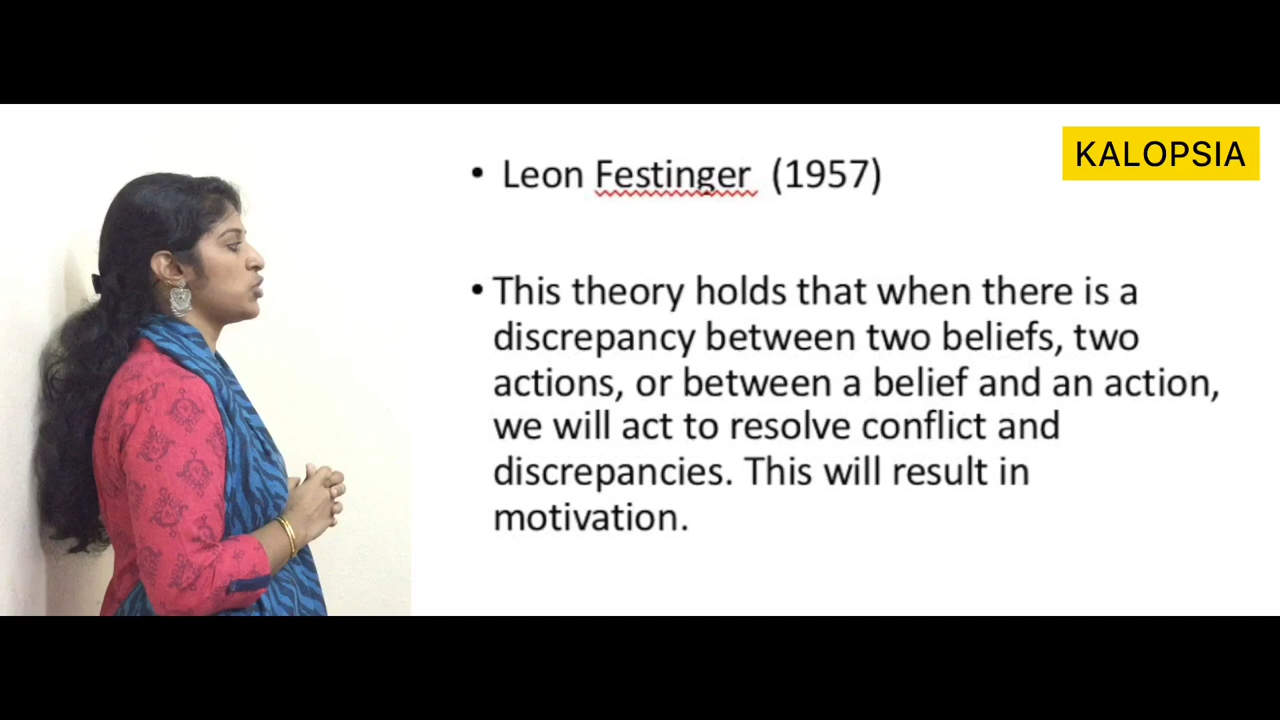 KALOPSIA
• Leon Festinger (1957)
• This theory holds that when there is a
discrepancy between two beliefs, two
actions, or between a belief and an action,
we will act to resolve conflict and
discrepancies. This will result in
motivation.